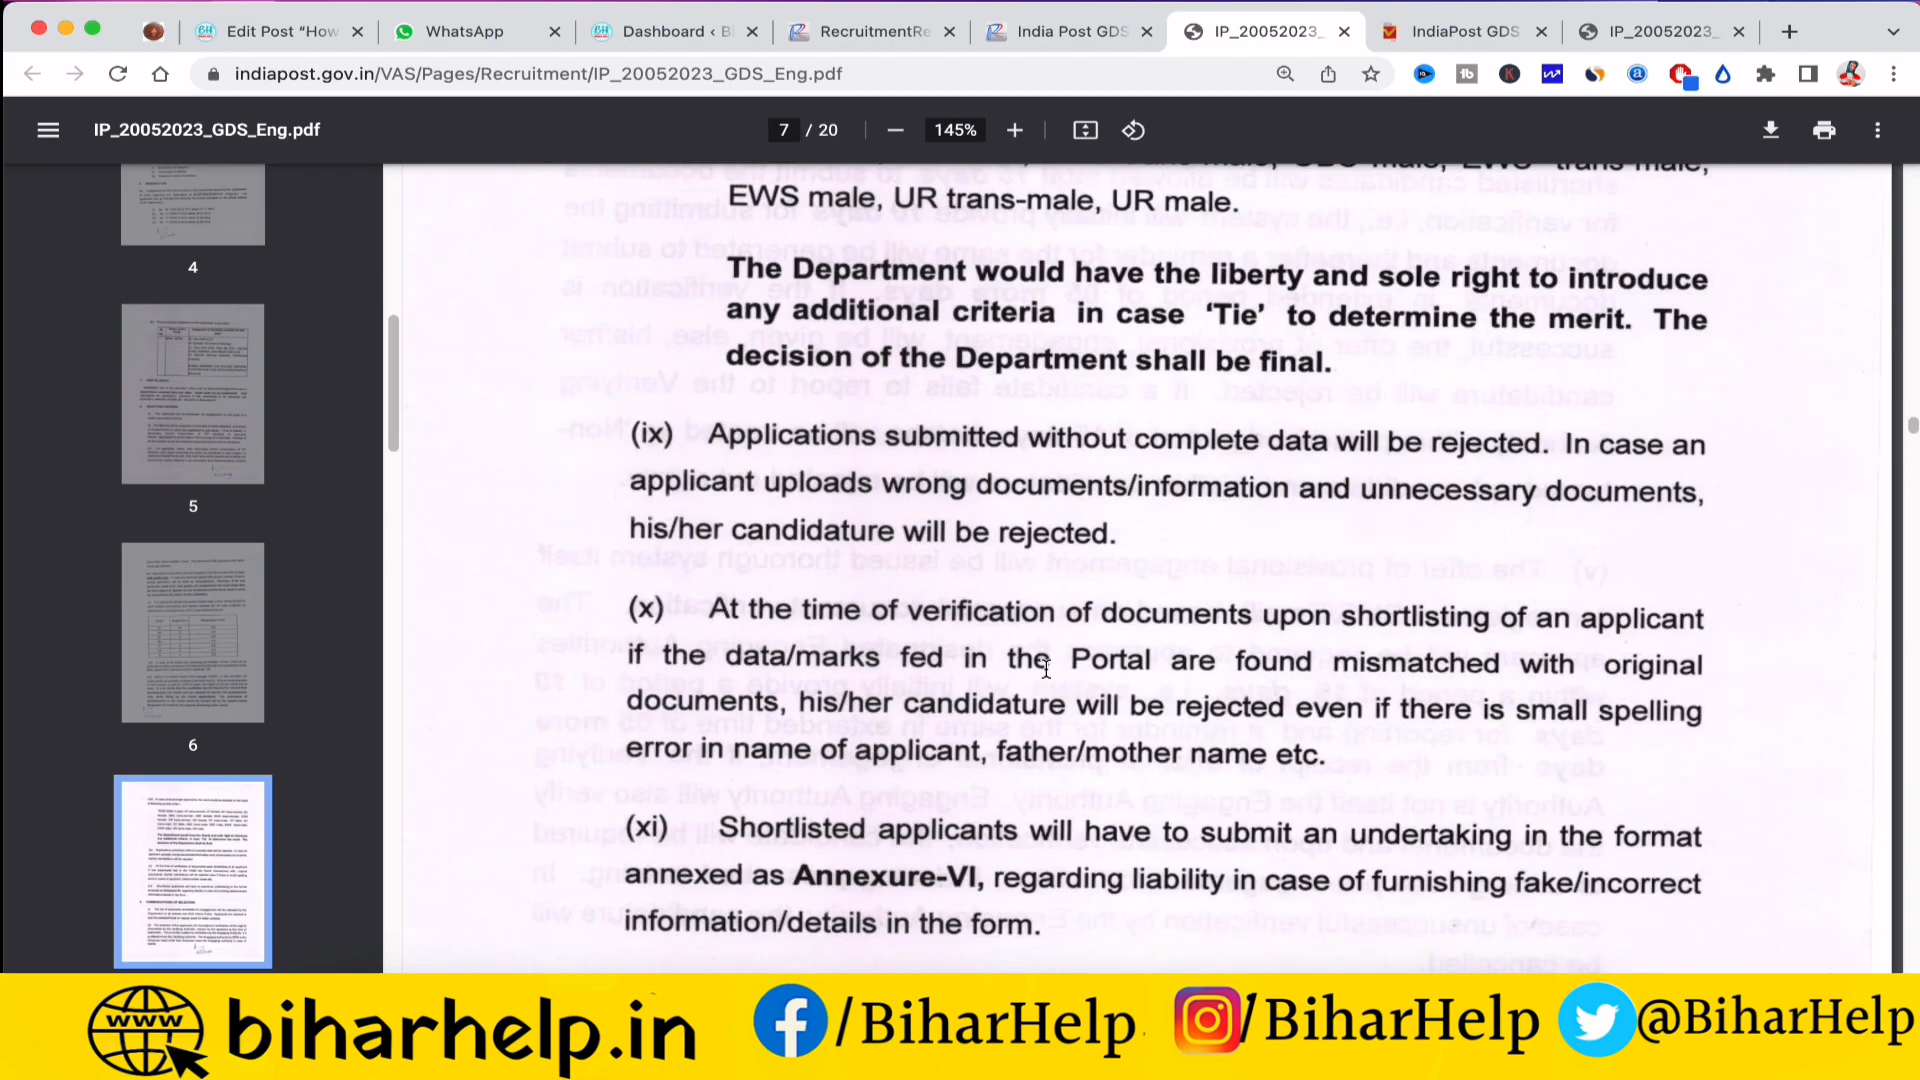 Edit Post “How
WhatsApp
Dashboard ‹ B
RecruitmentRe
India Post GDS
IP_20052023_
IndiaPost GDS
IP_20052023_
indiapost.gov.in/VAS/Pages/Recruitment/IP_20052023_GDS_Eng.pdf
IP_20052023_GDS_Eng.pdf
7 / 20
145%
EWS male, UR trans-male, UR male.
The Department would have the liberty and sole right to introduce
any additional criteria in case ‘Tie’ to determine the merit. The
decision of the Department shall be final.
(ix) Applications submitted without complete data will be rejected. In case an
applicant uploads wrong documents/information and unnecessary documents,
his/her candidature will be rejected.
(x) At the time of verification of documents upon shortlisting of an applicant
if the data/marks fed in the Portal are found mismatched with original
documents, his/her candidature will be rejected even if there is small spelling
error in name of applicant, father/mother name etc.
(xi) Shortlisted applicants will have to submit an undertaking in the format
annexed as Annexure-VI, regarding liability in case of furnishing fake/incorrect
information/details in the form.
4
5
6
www
biharhelp.in
/BiharHelp
/BiharHelp
@BiharHelp